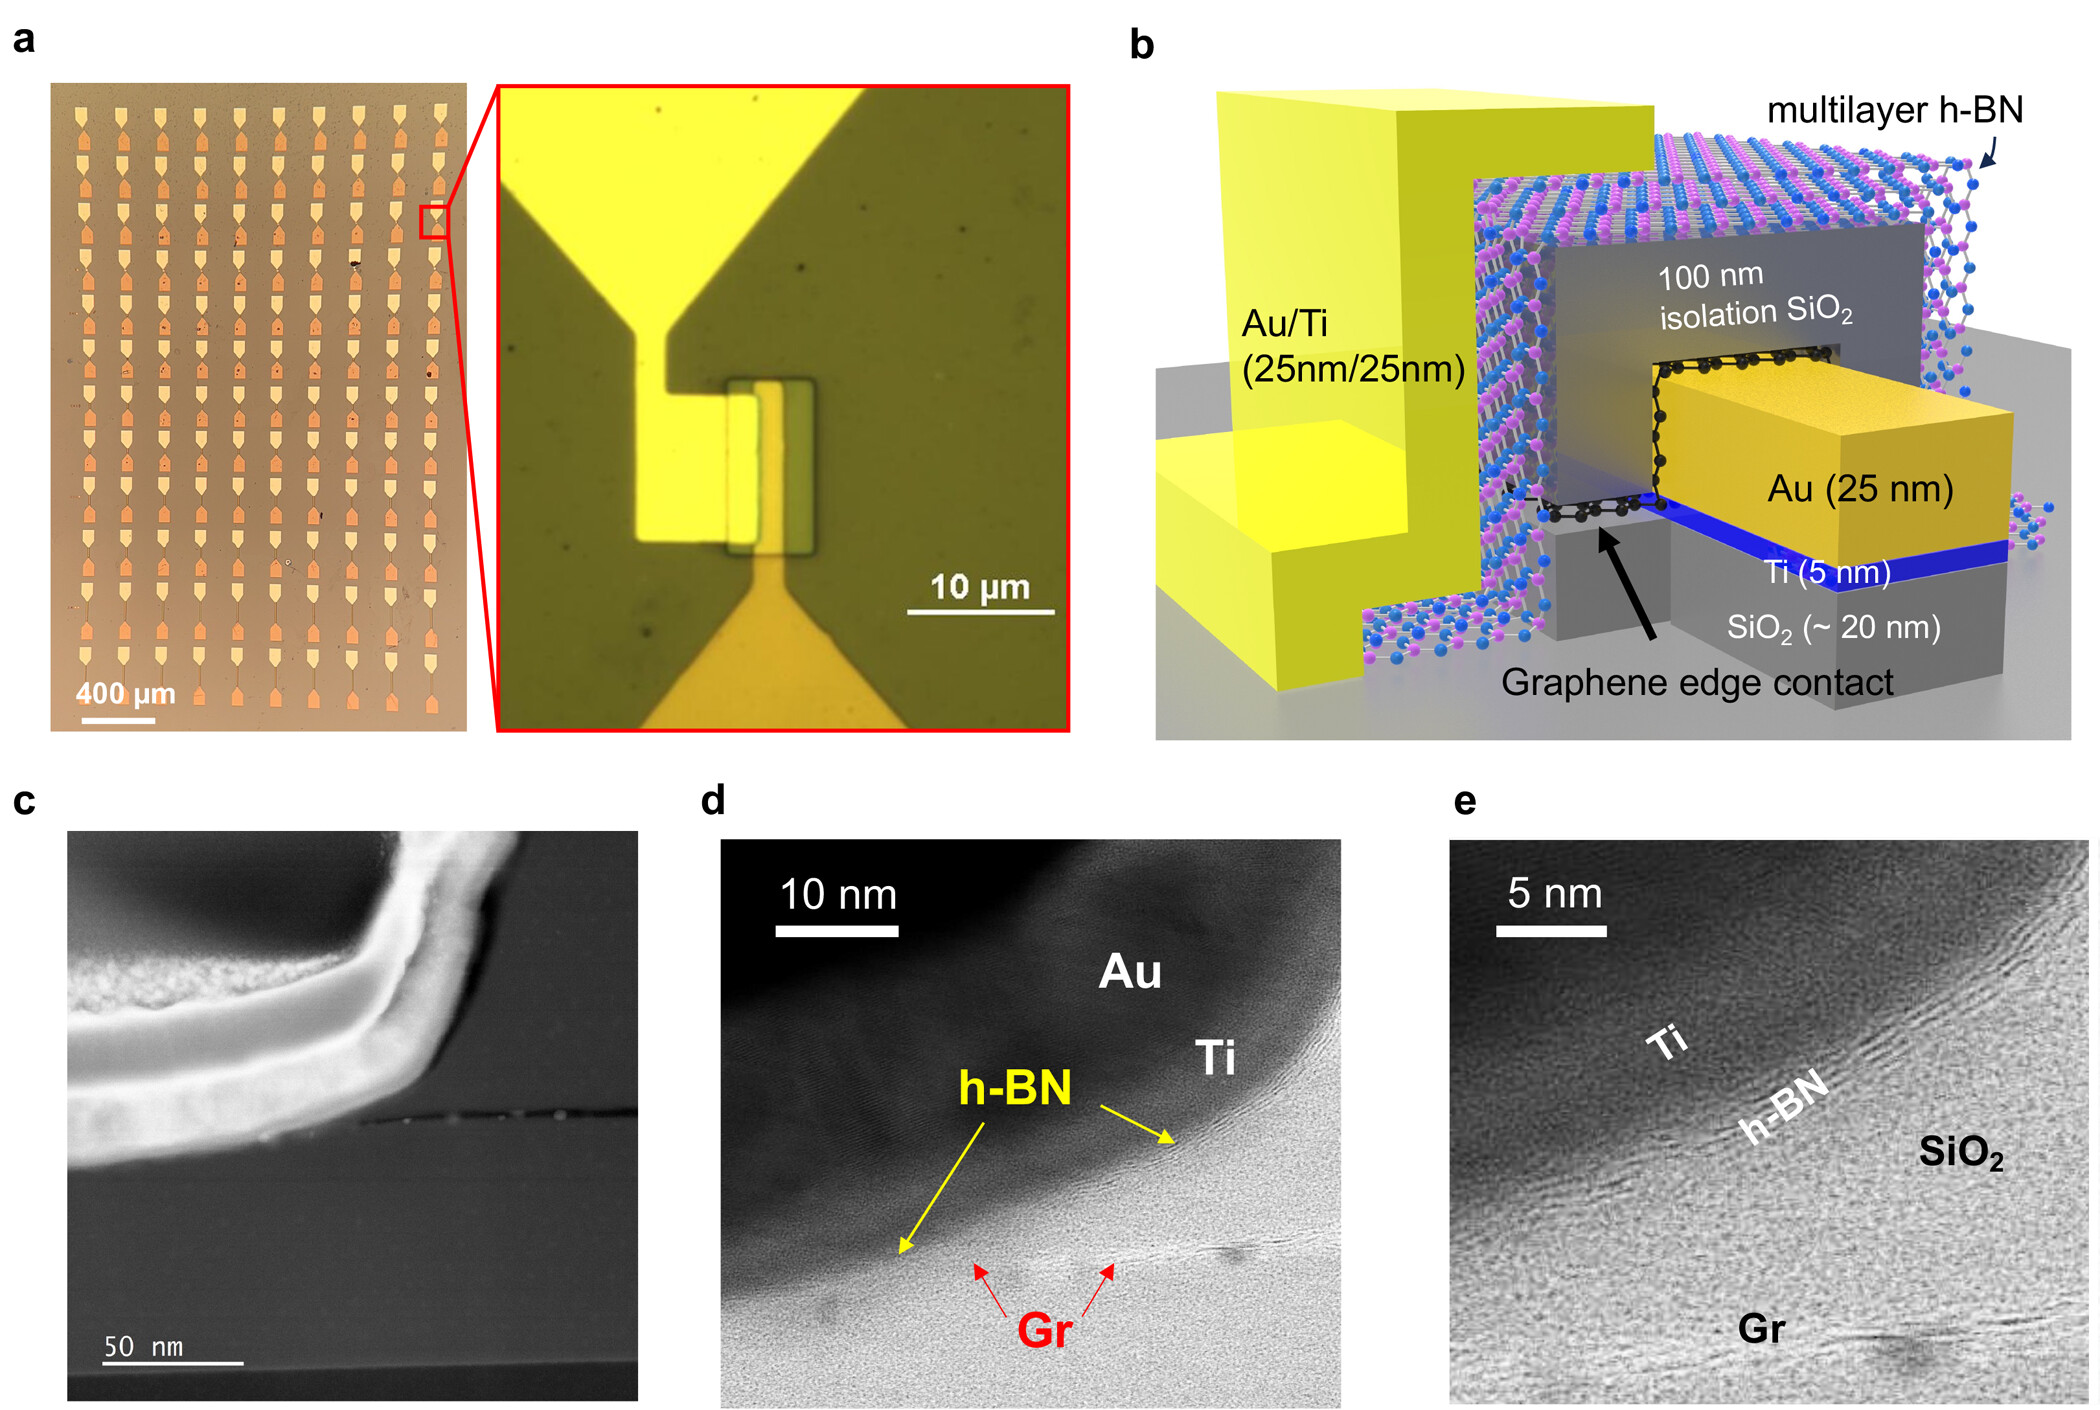 a
400 µm
10 µm
b
multilayer h-BN
100 nm
isolation SiO₂
Au/Ti
(25nm/25nm)
Au (25 nm)
Ti (5 nm)
SiO₂ (~ 20 nm)
Graphene edge contact
c
50 nm
d
10 nm
Au
Ti
h-BN
Gr
e
5 nm
Ti
h-BN
SiO₂
Gr